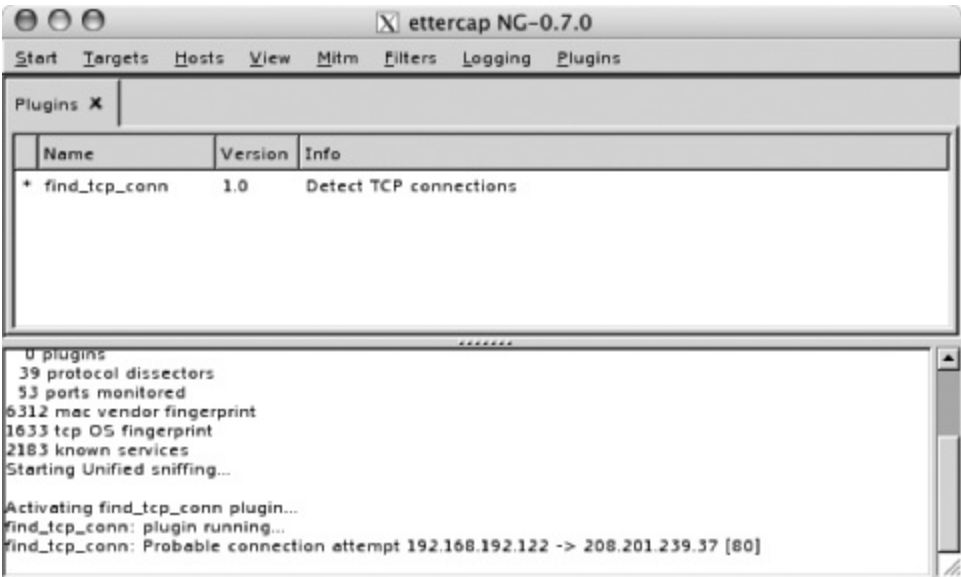 X ettercap NG-0.7.0
Start Targets Hosts View Mitm Filters Logging Plugins
Plugins X
Name Version Info
* find_tcp_conn 1.0 Detect TCP connections
0 plugins
39 protocol dissectors
53 ports monitored
6312 mac vendor fingerprint
1633 tcp OS fingerprint
2183 known services
Starting Unified sniffing...
Activating find_tcp_conn plugin...
find_tcp_conn: plugin running...
find_tcp_conn: Probable connection attempt 192.168.192.122 -> 208.201.239.37 [80]